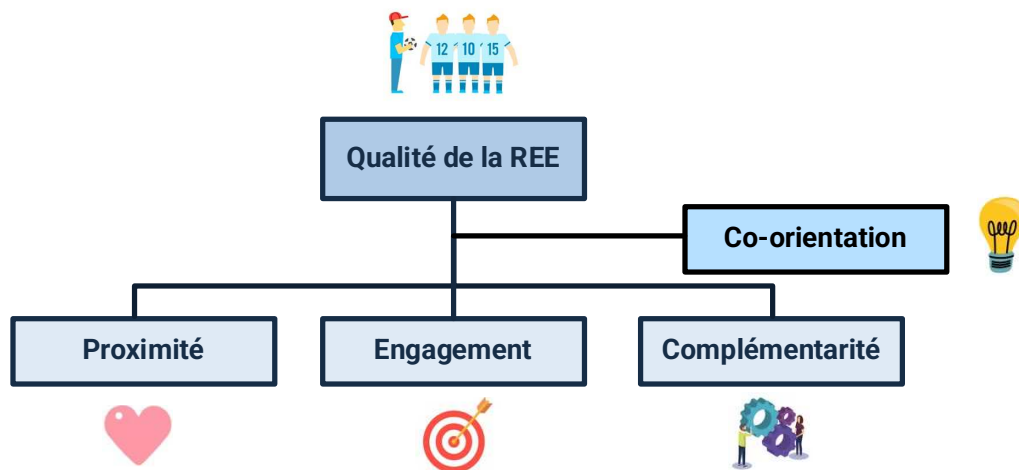 12 10 15
Qualité de la REE
Co-orientation
Proximité
Engagement
Complémentarité